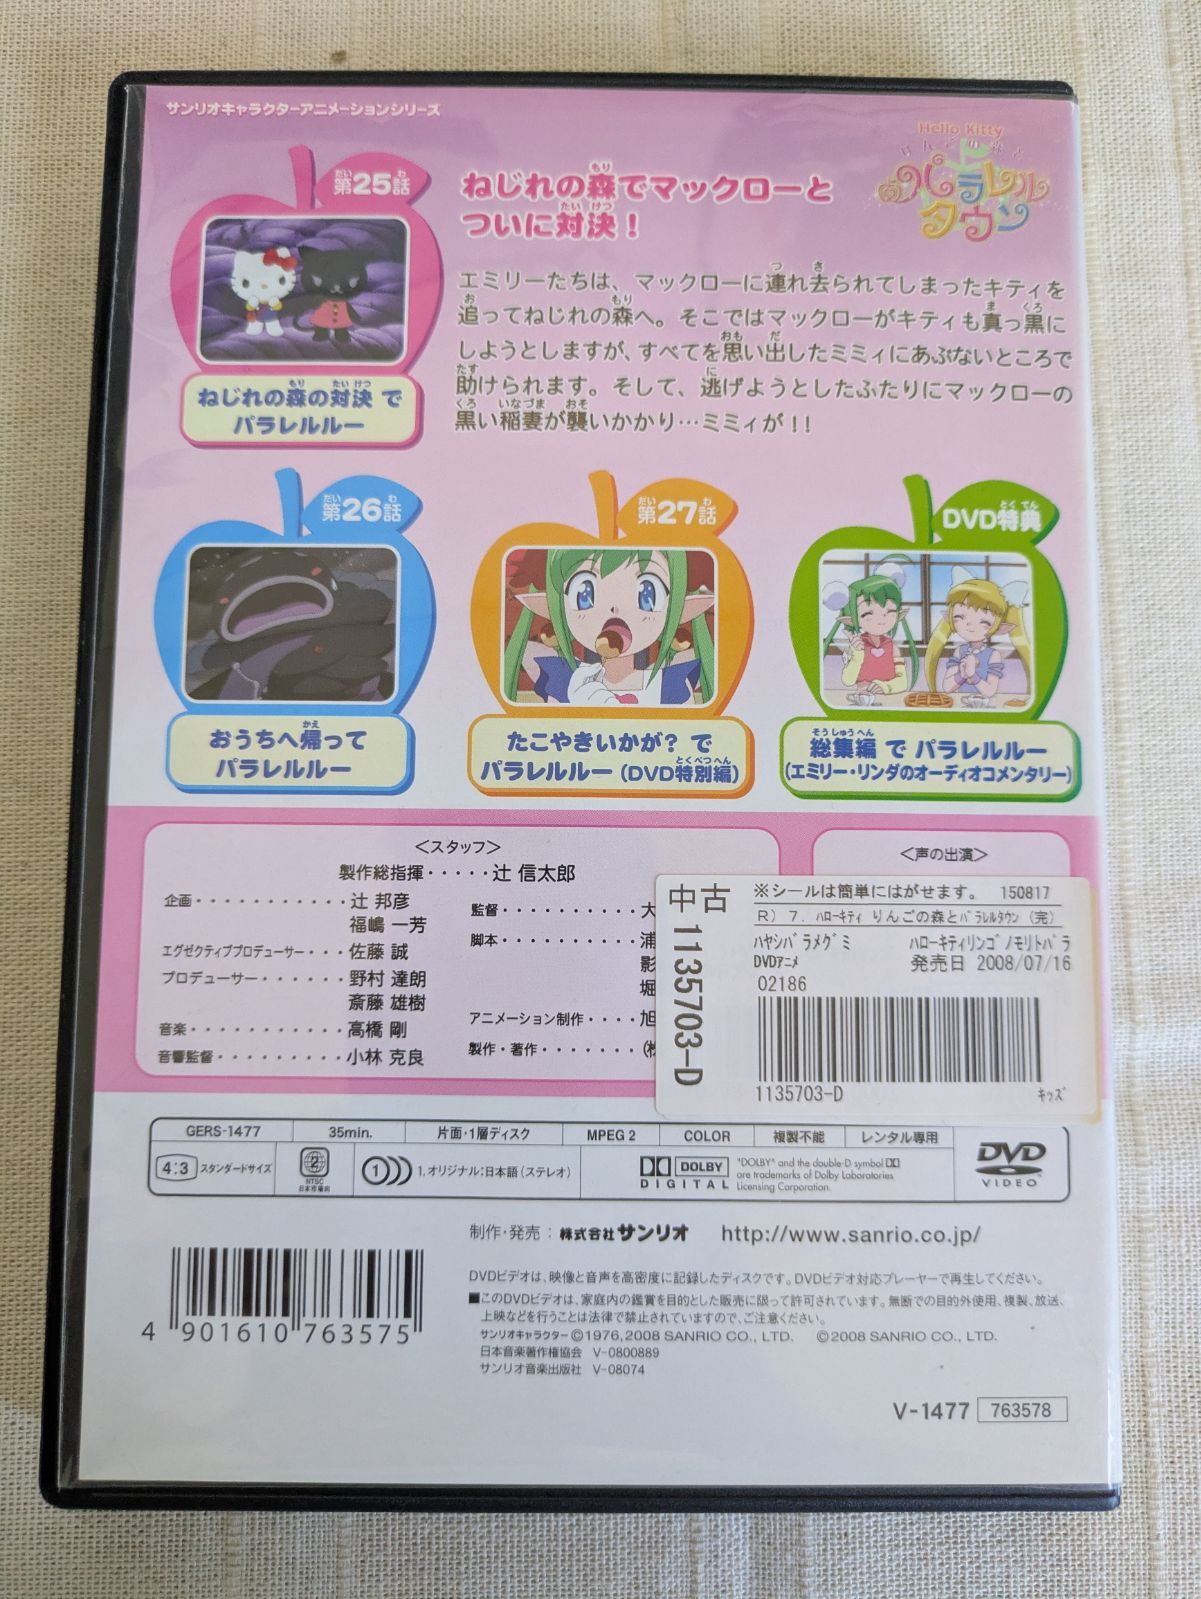 サンリオキャラクターアニメーションシリーズ
Hello Kitty
りんごの森と
パラレル
タウン
第25話
ねじれの森の対決 で
パラレルルー
ねじれの森でマックローと
ついに対決！
エミリーたちは、マックローに連れ去られてしまったキティを
追ってねじれの森へ。そこではマックローがキティも真っ黒に
しようとしますが、すべてを思い出したミミィにあぶないところで
助けられます。そして、逃げようとしたふたりにマックローの
黒い稲妻が襲いかかり…ミミィが!!
第26話
おうちへ帰って
パラレルルー
第27話
たこやきいかが? で
パラレルルー（DVD特別編）
DVD特典
総集編 で パラレルルー
（エミリー・リンダのオーディオコメンタリー）
＜スタッフ＞
製作総指揮・・・・・辻 信太郎
企画・・・・・・・・・・・辻 邦彦
福嶋 一芳
エグゼクティブプロデューサー・・・・佐藤 誠
プロデューサー・・・・・・野村 達朗
斎藤 雄樹
音楽・・・・・・・・・・・高橋 剛
音響監督・・・・・・・・・小林 克良
監督・・・・・・・・・・大
脚本・・・・・・・・・・浦
影
堀
アニメーション制作・・・・旭
製作・著作・・・・・・・(株
＜声の出演＞
中古 1135703-D
※シールは簡単にはがせます。 150817
R) 7. ﾊﾛｰｷﾃｨ りんごの森とﾊﾟﾗﾚﾙﾀｳﾝ (完)
ﾊﾔｼﾊﾞﾗﾒｸﾞﾐ ﾊﾛｰｷﾃｨﾘﾝｺﾞﾉﾓﾘﾄﾊﾟﾗ
DVDｱﾆﾒ 発売日 2008/07/16
02186
1135703-D ｷｯｽﾞ
GERS-1477 35min. 片面・1層ディスク MPEG 2 COLOR 複製不能 レンタル専用
4:3 スタンダードサイズ 2 NTSC 日本市場向 1 1.オリジナル:日本語（ステレオ） DOLBY DIGITAL
"DOLBY" and the double-D symbol
are trademarks of Dolby Laboratories
Licensing Corporation.
DVD VIDEO
制作・発売：株式会社サンリオ http://www.sanrio.co.jp/
DVDビデオは、映像と音声を高密度に記録したディスクです。DVDビデオ対応プレーヤーで再生してください。
■このDVDビデオは、家庭内の鑑賞を目的とした販売に限って許可されています。無断での目的外使用、複製、放送、
上映などを行うことは法律で禁止されていますので、ご注意ください。
サンリオキャラクター ©1976,2008 SANRIO CO., LTD. ©2008 SANRIO CO., LTD.
日本音楽著作権協会 V-0800889
サンリオ音楽出版社 V-08074
4 901610 763575
V-1477 763578